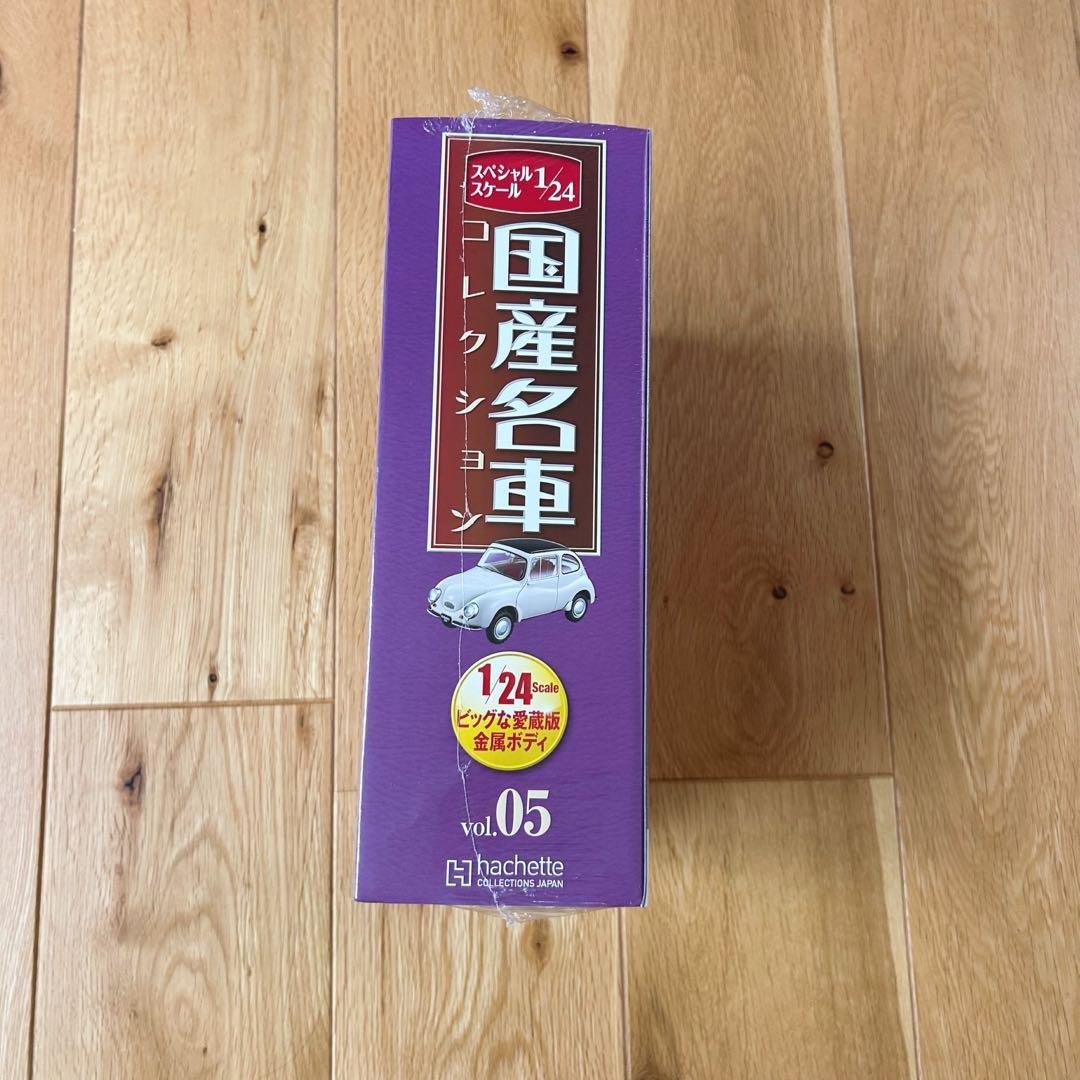 スペシャル
スケール 1/24
国産名車
コレクション
1/24 Scale
ビッグな愛蔵版
金属ボディ
vol.05
hachette
COLLECTIONS JAPAN